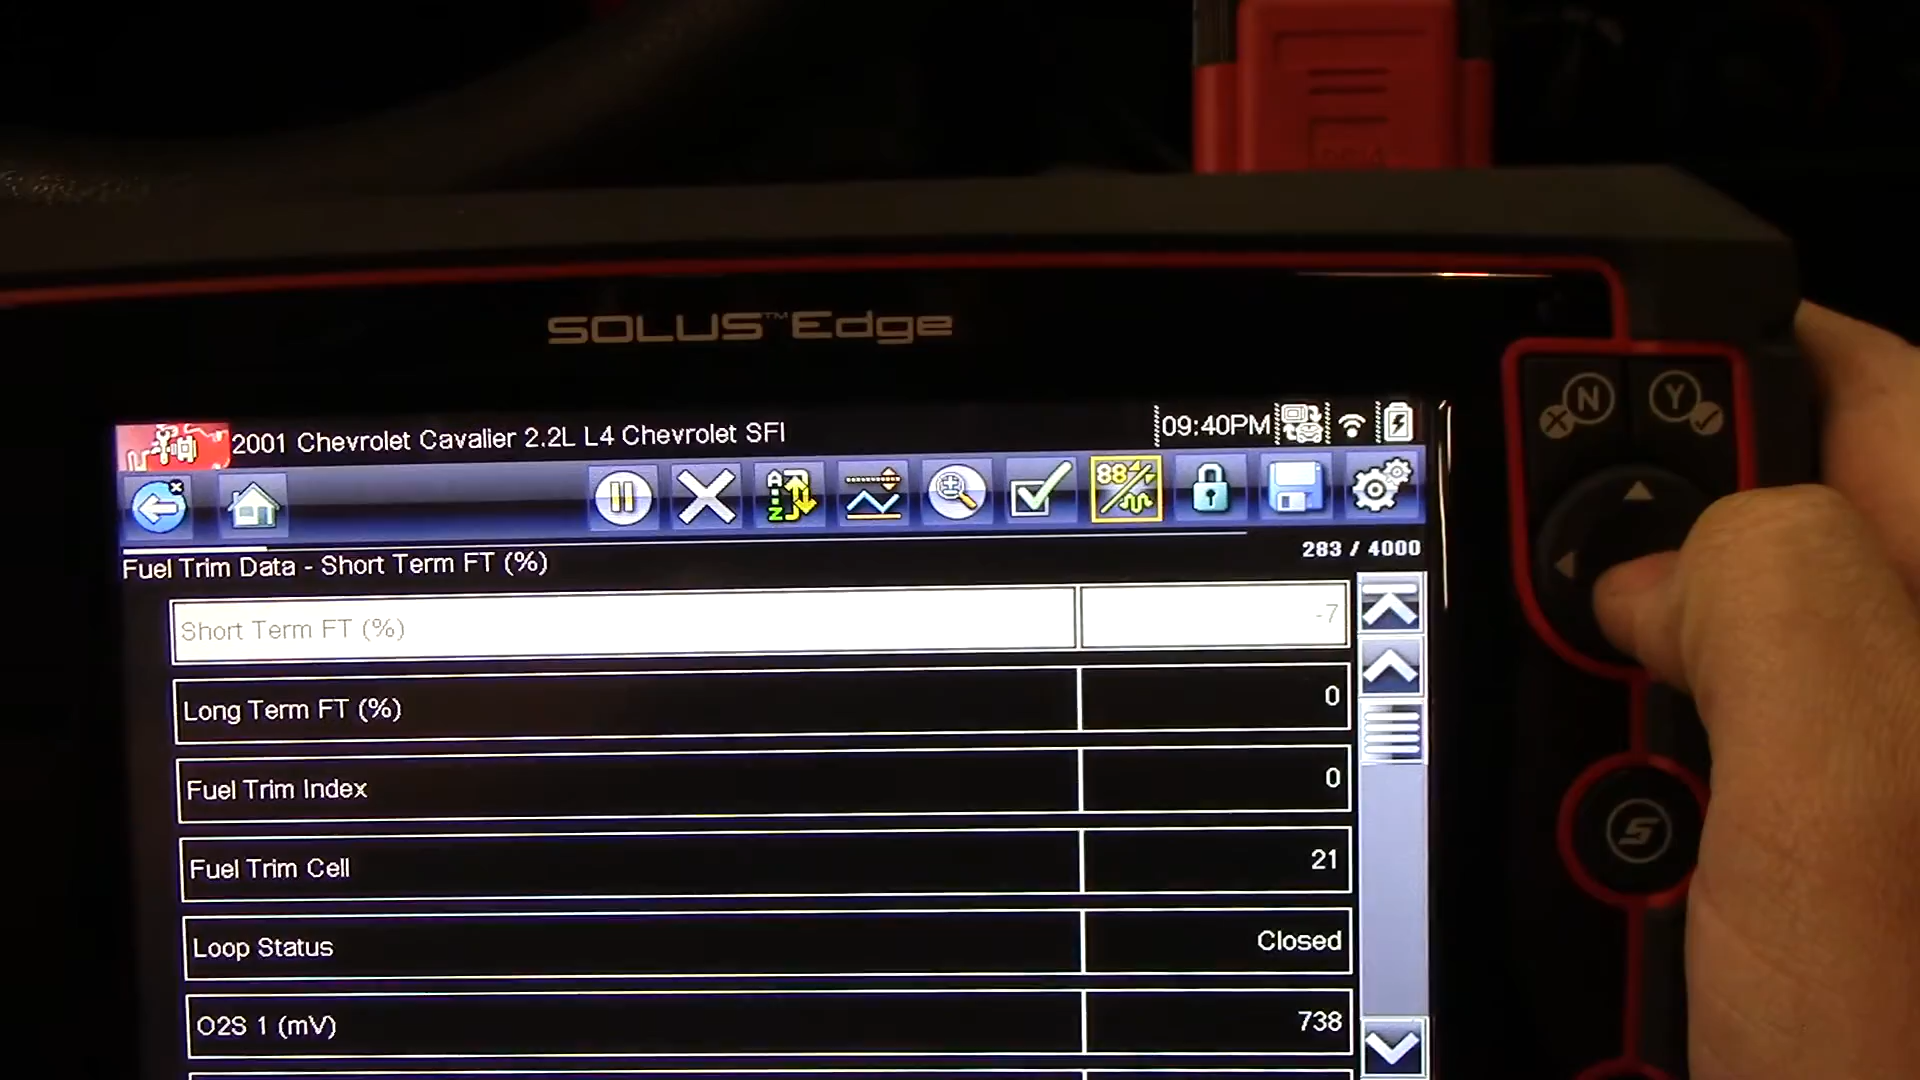 SOLUS™ Edge
N Y
2001 Chevrolet Cavalier 2.2L L4 Chevrolet SFI
09:40PM
Fuel Trim Data - Short Term FT (%)
283 / 4000
Short Term FT (%) -7
Long Term FT (%) 0
Fuel Trim Index 0
Fuel Trim Cell 21
Loop Status Closed
O2S 1 (mV) 738
S